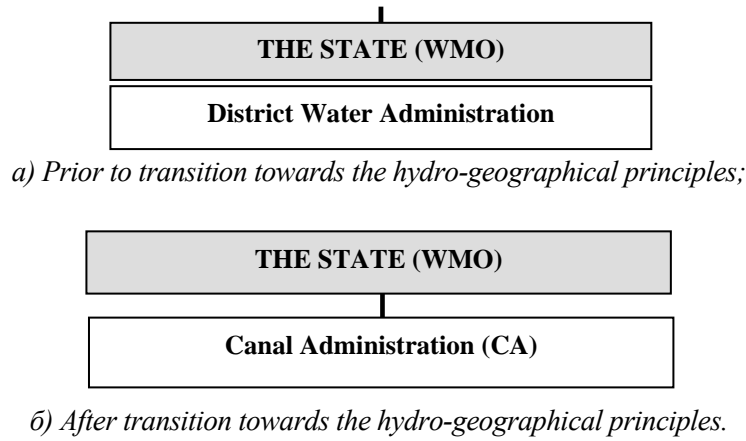 THE STATE (WMO)
District Water Administration
а) Prior to transition towards the hydro-geographical principles;
THE STATE (WMO)
Canal Administration (CA)
б) After transition towards the hydro-geographical principles.